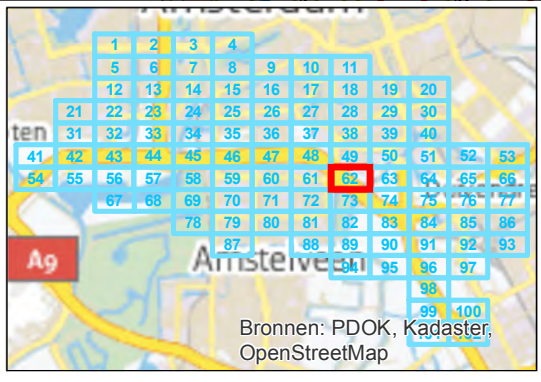 Amsterdam
1 2 3 4
5 6 7 8 9 10 11
12 13 14 15 16 17 18 19 20
21 22 23 24 25 26 27 28 29 30
ten 31 32 33 34 35 36 37 38 39 40
41 42 43 44 45 46 47 48 49 50 51 52 53
54 55 56 57 58 59 60 61 62 63 64 65 66
67 68 69 70 71 72 73 74 75 76 77
78 79 80 81 82 83 84 85 86
87 88 89 90 91 92 93
A9 Amstelveen 94 95 96 97
98
99 100
Bronnen: PDOK, Kadaster,
OpenStreetMap